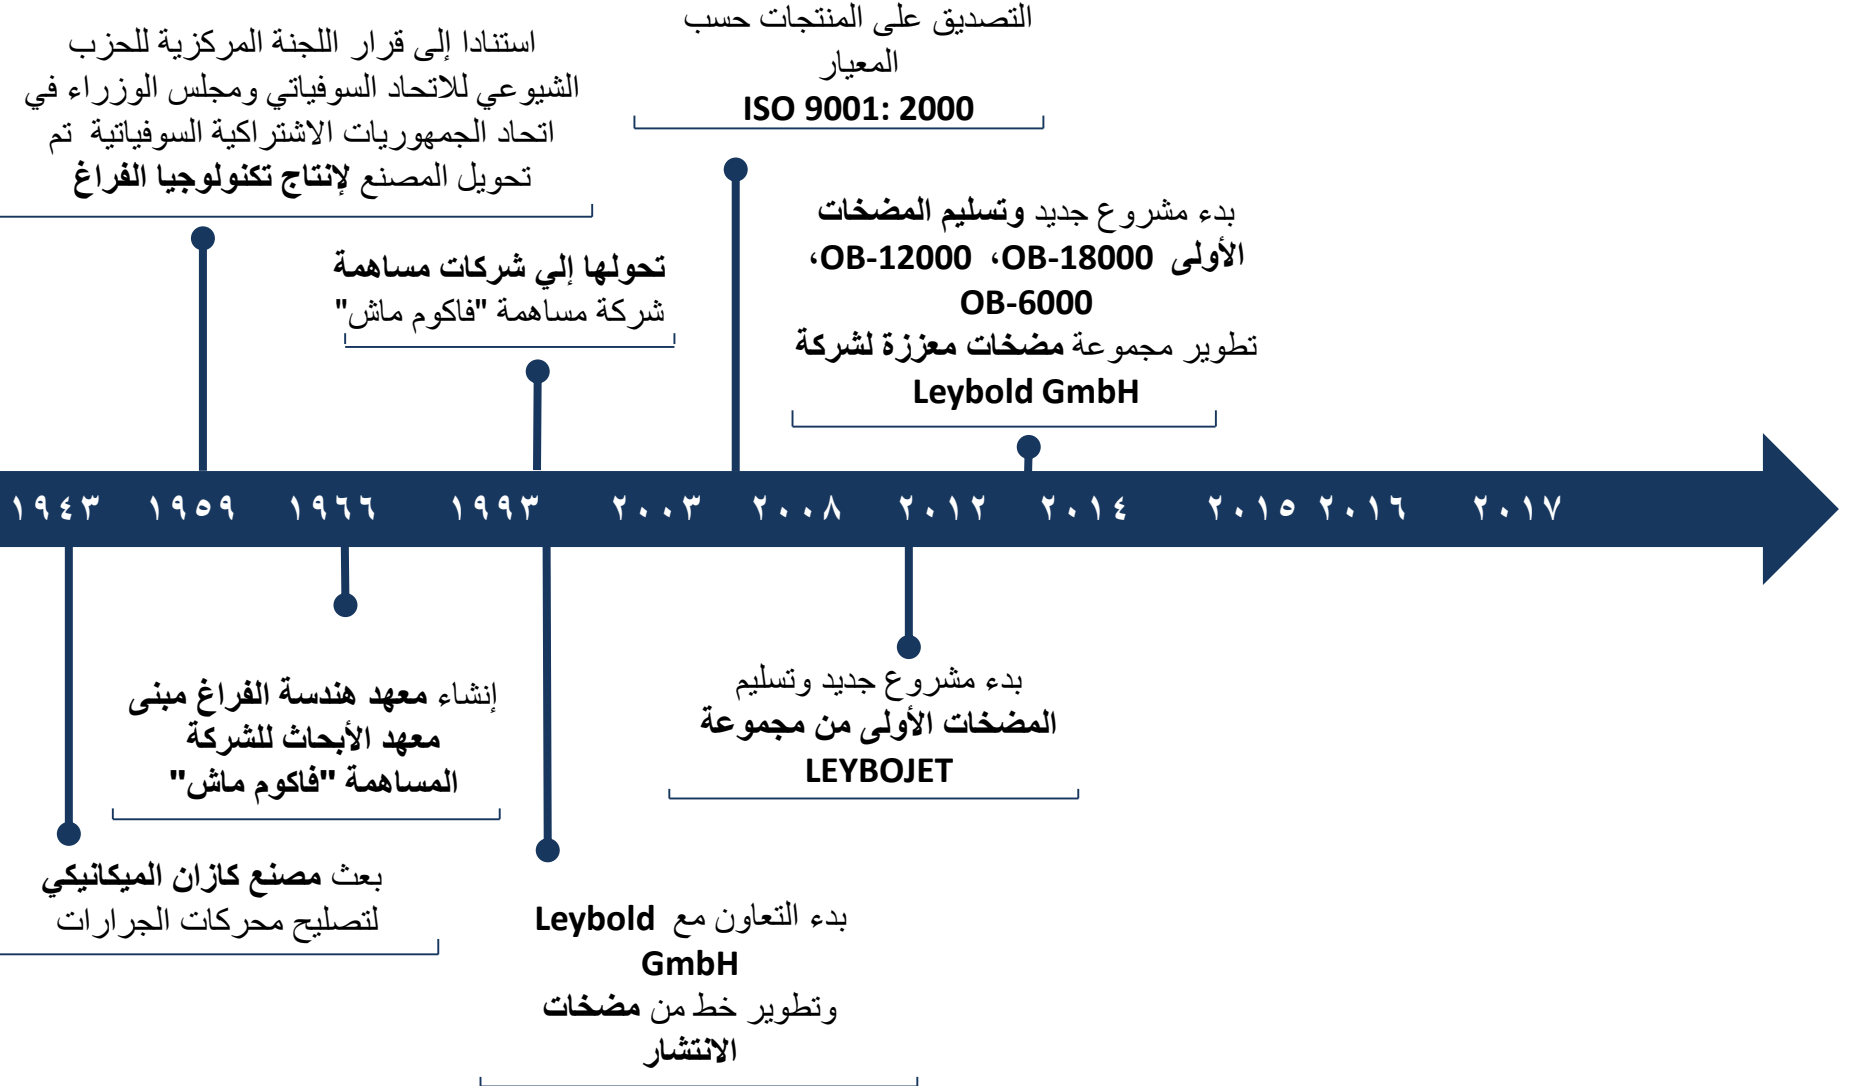 استنادا إلى قرار اللجنة المركزية للحزب
الشيوعي للاتحاد السوفياتي ومجلس الوزراء في
اتحاد الجمهوريات الاشتراكية السوفياتية تم
تحويل المصنع لإنتاج تكنولوجيا الفراغ
تحولها إلي شركات مساهمة
شركة مساهمة "فاكوم ماش"
التصديق على المنتجات حسب
المعيار
ISO 9001: 2000
بدء مشروع جديد وتسليم المضخات
الأولى OB-18000، OB-12000،
OB-6000
تطوير مجموعة مضخات معززة لشركة
Leybold GmbH
١٩٤٣ ١٩٥٩ ١٩٦٦ ١٩٩٣ ٢٠٠٣ ٢٠٠٨ ٢٠١٢ ٢٠١٤ ٢٠١٥ ٢٠١٦ ٢٠١٧
بعث مصنع كازان الميكانيكي
لتصليح محركات الجرارات
إنشاء معهد هندسة الفراغ مبنى
معهد الأبحاث للشركة
المساهمة "فاكوم ماش"
بدء التعاون مع Leybold
GmbH
وتطوير خط من مضخات
الانتشار
بدء مشروع جديد وتسليم
المضخات الأولى من مجموعة
LEYBOJET